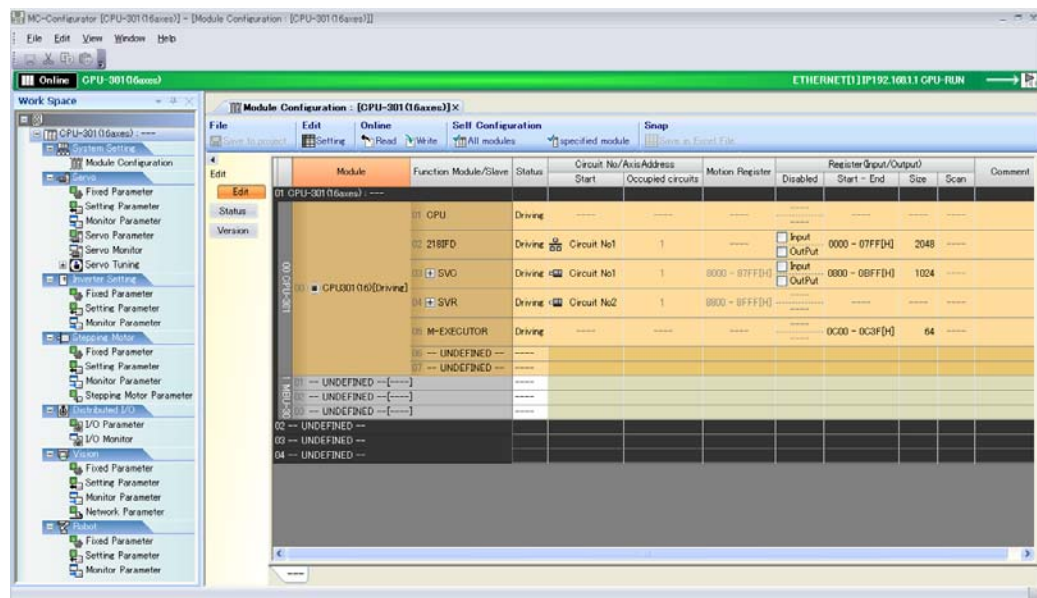 MC-Configurator [CPU-301(16axes)] - [Module Configuration : [CPU-301(16axes)]]
File Edit View Window Help
Online CPU-301(16axes) ETHERNET[1] IP192.168.1.1 CPU-RUN
Work Space
CPU-301(16axes) : ----
System Setting
Module Configuration
Servo
Fixed Parameter
Setting Parameter
Monitor Parameter
Servo Parameter
Servo Monitor
Servo Tuning
Inverter Setting
Fixed Parameter
Setting Parameter
Monitor Parameter
Stepping Motor
Fixed Parameter
Setting Parameter
Monitor Parameter
Stepping Motor Parameter
Distributed I/O
I/O Parameter
I/O Monitor
Vision
Fixed Parameter
Setting Parameter
Monitor Parameter
Network Parameter
Robot
Fixed Parameter
Setting Parameter
Monitor Parameter
Module Configuration : [CPU-301(16axes)]×
File Edit Online Self Configuration Snap
Save to project Setting Read Write All modules specified module Save in Excel File
Edit
Edit
Status
Version
Module Function Module/Slave Status Circuit No/AxisAddress Motion Register Register(Input/Output) Comment
Start Occupied circuits Disabled Start - End Size Scan
01 CPU-301(16axes) : ----
00 CPU-301
00 CPU301(16)[Driving]
01 CPU Driving ---- ---- ---- ---- ---- ---- ----
02 218IFD Driving Circuit No1 1 ---- Input OutPut 0000 - 07FF[H] 2048 ----
03 SVC Driving Circuit No1 1 8000 - 87FF[H] Input OutPut 0800 - 0BFF[H] 1024 ----
04 SVR Driving Circuit No2 1 8800 - 8FFF[H] ---- ---- ---- ----
05 M-EXECUTOR Driving ---- ---- ---- ---- 0C00 - 0C3F[H] 64 ----
06 -- UNDEFINED -- ----
07 -- UNDEFINED -- ----
01 -- UNDEFINED --[----] ----
02 -- UNDEFINED --[----] ----
03 -- UNDEFINED --[----] ----
02 -- UNDEFINED --
03 -- UNDEFINED --
04 -- UNDEFINED --
----